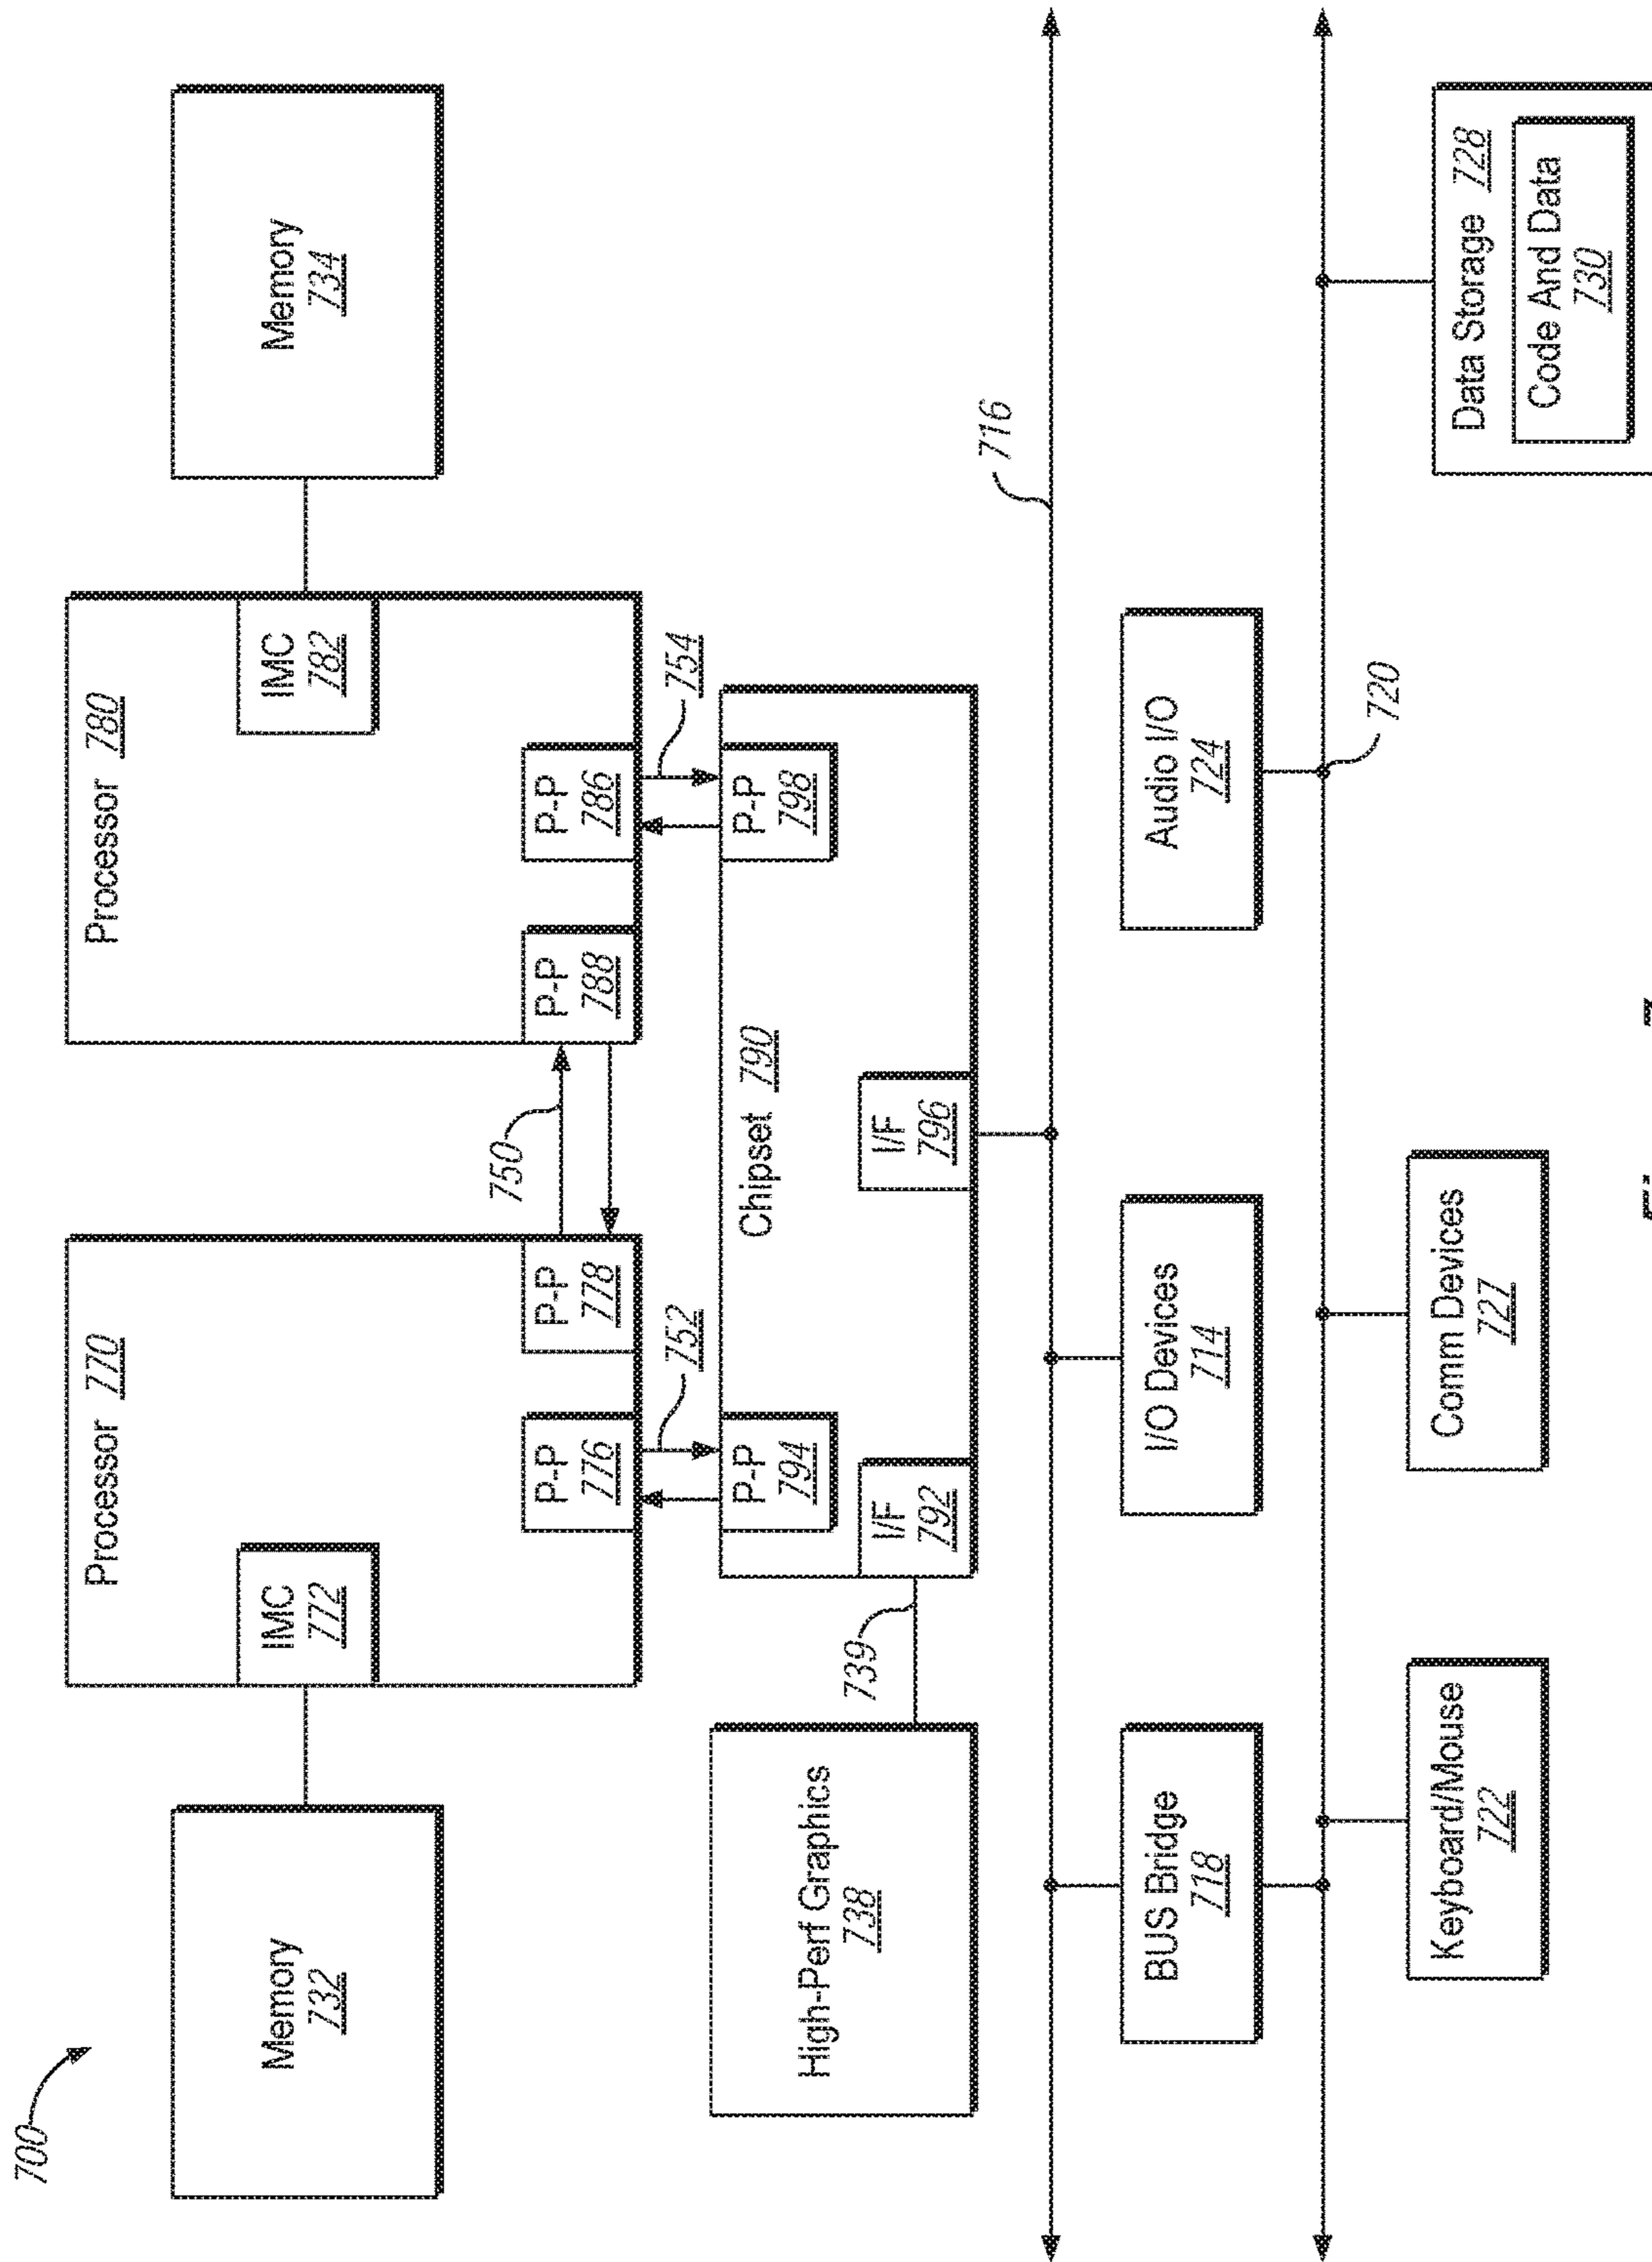 700
Processor 770
Processor 780
Memory
732
IMC
772
IMC
782
Memory
734
750
P-P
776
P-P
778
P-P
788
P-P
786
752
754
P-P
794
Chipset 790
P-P
798
High-Perf Graphics
738
739
I/F
792
I/F
796
716
BUS Bridge
718
I/O Devices
714
Audio I/O
724
720
Keyboard/Mouse
722
Comm Devices
727
Data Storage 728
Code And Data
730